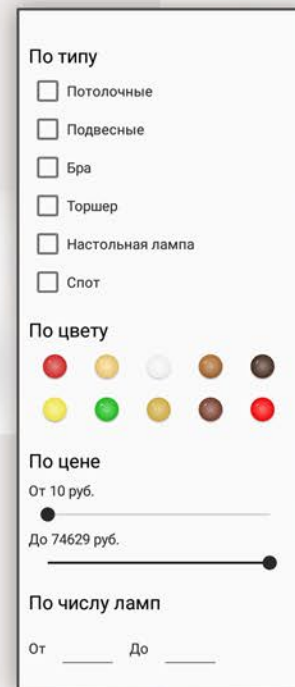 По типу
Потолочные
Подвесные
Бра
Торшер
Настольная лампа
Спот
По цвету
По цене
От 10 руб.
До 74629 руб.
По числу ламп
От До